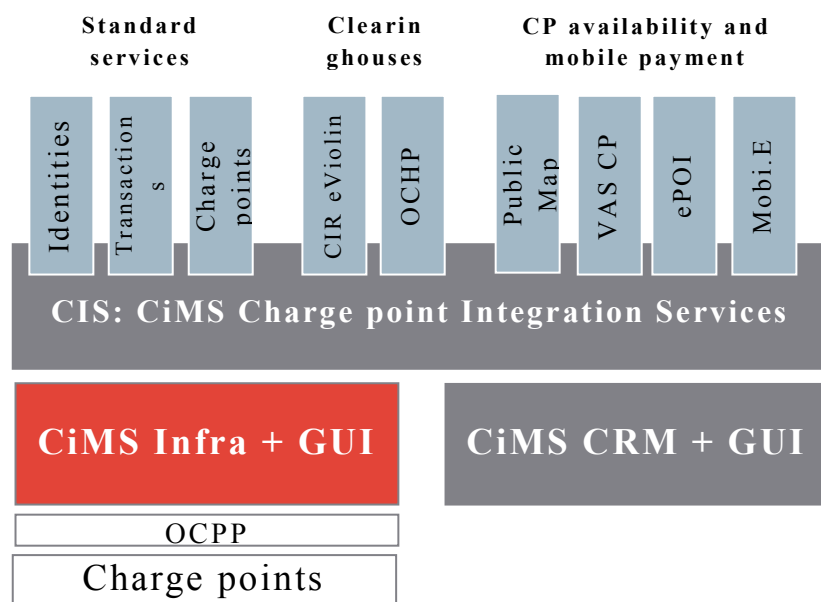 Standard
services
Clearin
ghouses
CP availability and
mobile payment
Identities
Transaction
s
Charge
points
CIR eViolin
OCHP
Public
Map
VAS CP
ePOI
Mobi.E
CIS: CiMS Charge point Integration Services
CiMS Infra + GUI
CiMS CRM + GUI
OCPP
Charge points